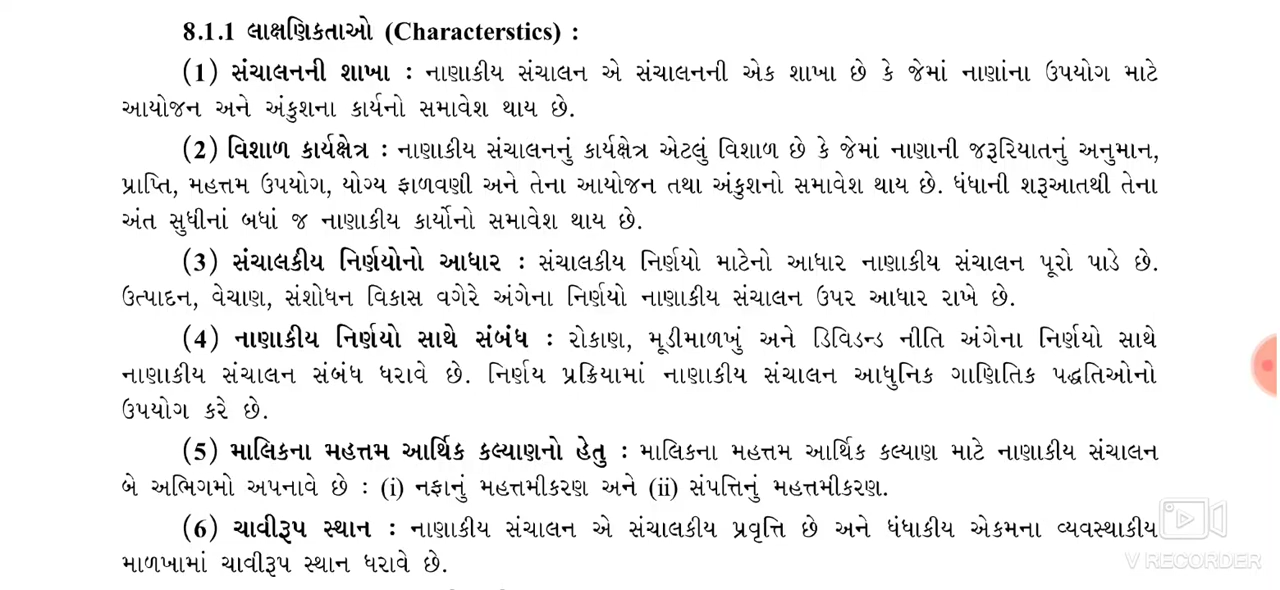 8.1.1 લાક્ષણિકતાઓ (Characterstics) :
(1) સંચાલનની શાખા : નાણાકીય સંચાલન એ સંચાલનની એક શાખા છે કે જેમાં નાણાંના ઉપયોગ માટે
આયોજન અને અંકુશના કાર્યનો સમાવેશ થાય છે.
(2) વિશાળ કાર્યક્ષેત્ર : નાણાકીય સંચાલનનું કાર્યક્ષેત્ર એટલું વિશાળ છે કે જેમાં નાણાની જરૂરિયાતનું અનુમાન,
પ્રાપ્તિ, મહત્તમ ઉપયોગ, યોગ્ય ફાળવણી અને તેના આયોજન તથા અંકુશનો સમાવેશ થાય છે. ધંધાની શરૂઆતથી તેના
અંત સુધીનાં બધાં જ નાણાકીય કાર્યોનો સમાવેશ થાય છે.
(3) સંચાલકીય નિર્ણયોનો આધાર : સંચાલકીય નિર્ણયો માટેનો આધાર નાણાકીય સંચાલન પૂરો પાડે છે.
ઉત્પાદન, વેચાણ, સંશોધન વિકાસ વગેરે અંગેના નિર્ણયો નાણાકીય સંચાલન ઉપર આધાર રાખે છે.
(4) નાણાકીય નિર્ણયો સાથે સંબંધ : રોકાણ, મૂડીમાળખું અને ડિવિડન્ડ નીતિ અંગેના નિર્ણયો સાથે
નાણાકીય સંચાલન સંબંધ ધરાવે છે. નિર્ણય પ્રક્રિયામાં નાણાકીય સંચાલન આધુનિક ગાણિતિક પદ્ધતિઓનો
ઉપયોગ કરે છે.
(5) માલિકના મહત્તમ આર્થિક કલ્યાણનો હેતુ : માલિકના મહત્તમ આર્થિક કલ્યાણ માટે નાણાકીય સંચાલન
બે અભિગમો અપનાવે છે : (i) નફાનું મહત્તમીકરણ અને (ii) સંપત્તિનું મહત્તમીકરણ.
(6) ચાવીરૂપ સ્થાન : નાણાકીય સંચાલન એ સંચાલકીય પ્રવૃત્તિ છે અને ધંધાકીય એકમના વ્યવસ્થાકીય
માળખામાં ચાવીરૂપ સ્થાન ધરાવે છે.
V RECORDER